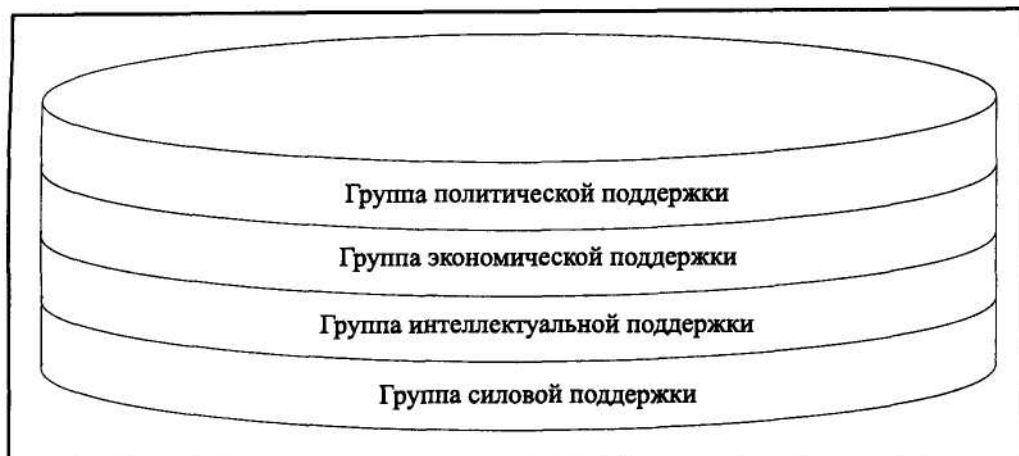 Группа политической поддержки
Группа экономической поддержки
Группа интеллектуальной поддержки
Группа силовой поддержки